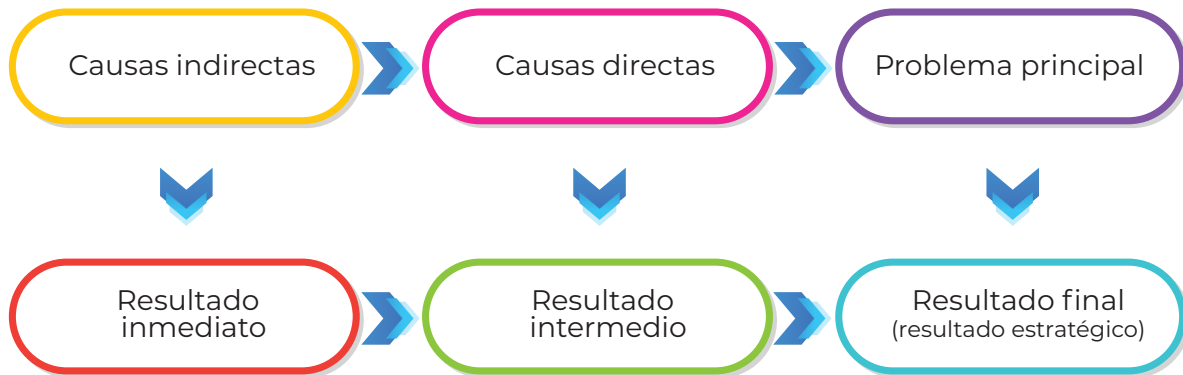 Causas indirectas
Causas directas
Problema principal
Resultado
inmediato
Resultado
intermedio
Resultado final
(resultado estratégico)